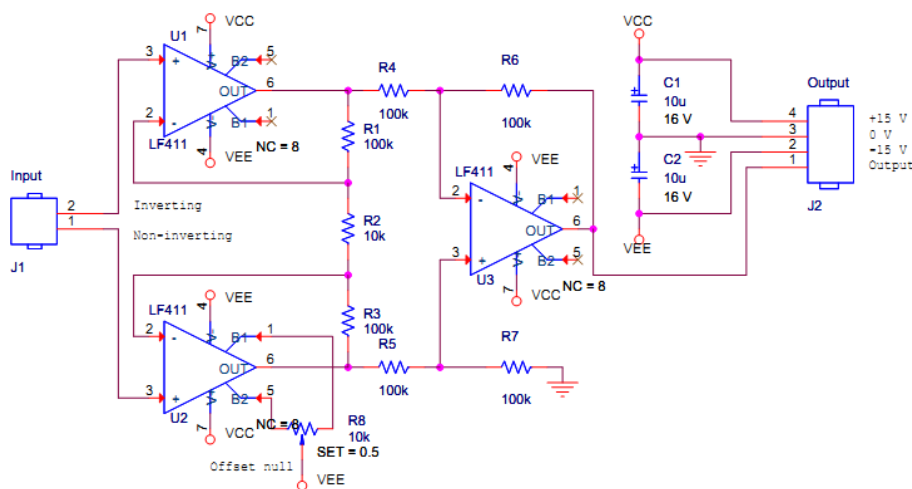 VCC
7
U1
3
+
V+
B2
5
OUT
6
2
-
V-
B1
1
LF411
4
VEE
NC = 8
R4
100k
R6
100k
R1
100k
Input
2
1
J1
Inverting
Non-inverting
R2
10k
VEE
4
LF411
2
-
V-
B1
1
R3
100k
OUT
6
3
+
V+
B2
5
U2
7
VCC
NC = 8
R5
100k
R7
100k
R8
10k
SET = 0.5
Offset null
VEE
LF411
VEE
4
2
-
V-
B1
1
OUT
6
3
+
V+
B2
5
U3
7
VCC
NC = 8
VCC
C1
10u
16 V
C2
10u
16 V
VEE
Output
4
3
2
1
J2
+15 V
0 V
-15 V
Output